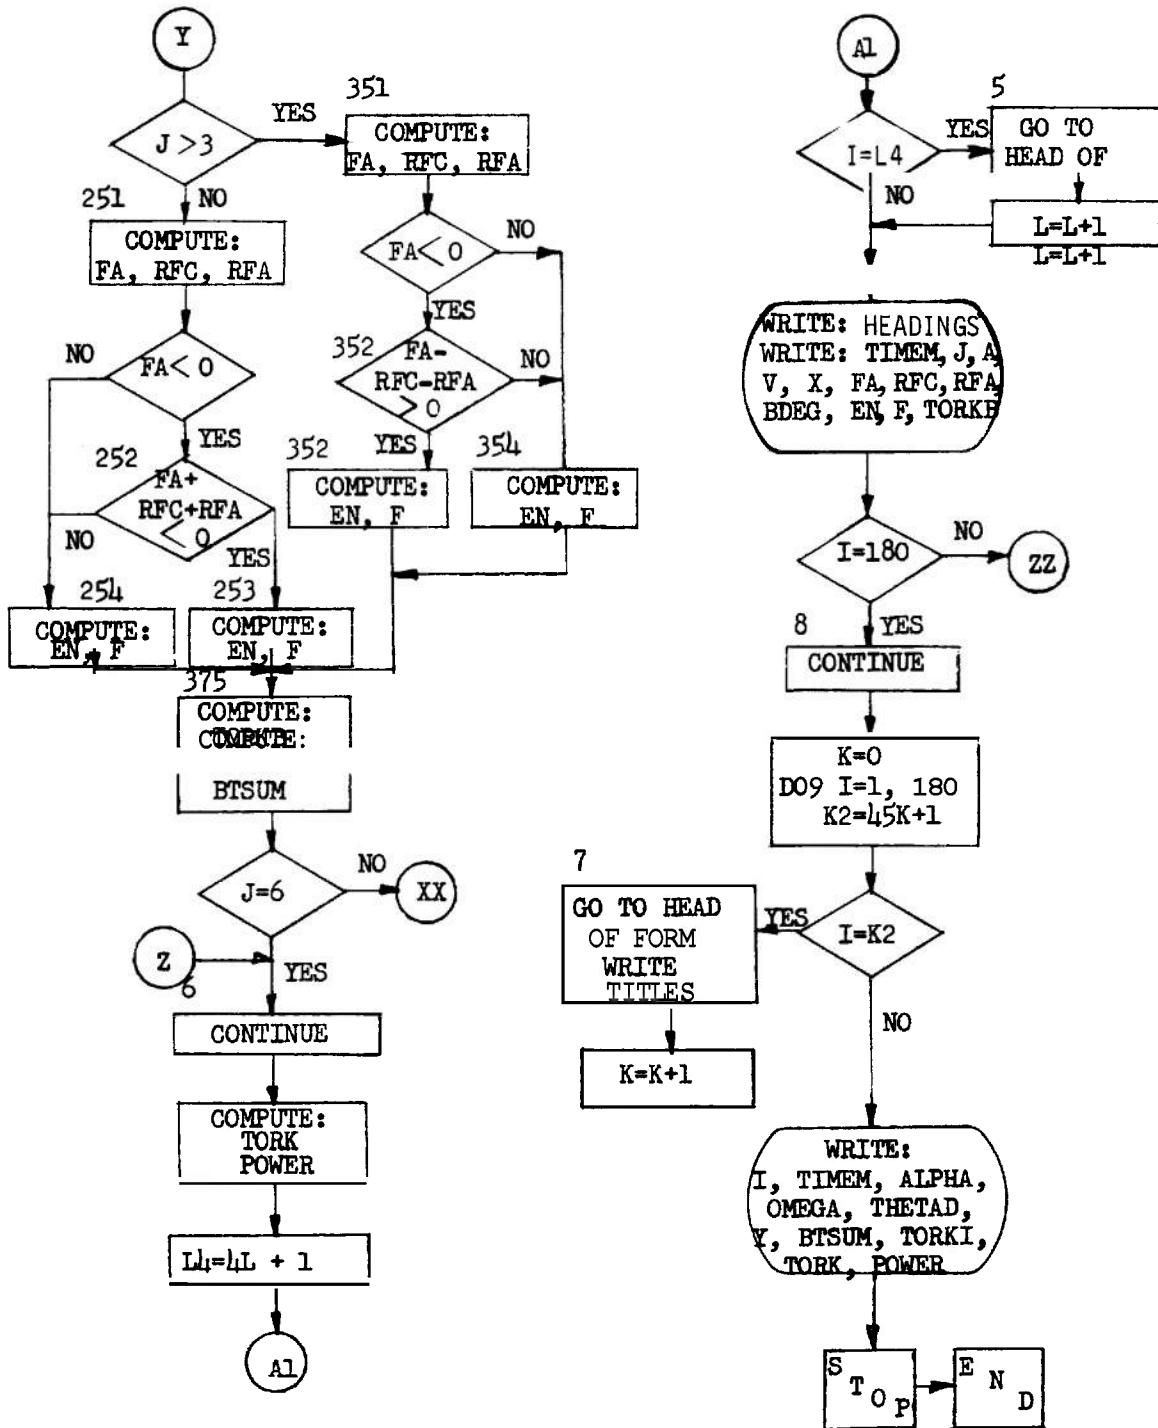 Y
J >3
YES
NO
351
COMPUTE:
FA, RFC, RFA
251
COMPUTE:
FA, RFC, RFA
FA< 0
NO
YES
FA< 0
NO
YES
352
FA-
RFC-RFA
> 0
NO
YES
252
FA+
RFC+RFA
< 0
NO
YES
352
COMPUTE:
EN, F
354
COMPUTE:
EN, F
254
COMPUTE:
EN, F
253
COMPUTE:
EN, F
375
COMPUTE:
COMPUTE:
BTSUM
J=6
NO
XX
YES
Z
6
CONTINUE
COMPUTE:
TORK
POWER
L4=4L + 1
A1
A1
I=L4
YES
NO
5
GO TO
HEAD OF
L=L+1
L=L+1
WRITE: HEADINGS
WRITE: TIMEM, J, A,
V, X, FA, RFC, RFA,
BDEG, EN, F, TORKB
I=180
NO
ZZ
YES
8
CONTINUE
K=0
DO9 I=1, 180
K2=45K+1
I=K2
YES
NO
7
GO TO HEAD
OF FORM
WRITE
TITLES
K=K+1
WRITE:
I, TIMEM, ALPHA,
OMEGA, THETAD,
Y, BTSUM, TORKI,
TORK, POWER
STOP
END